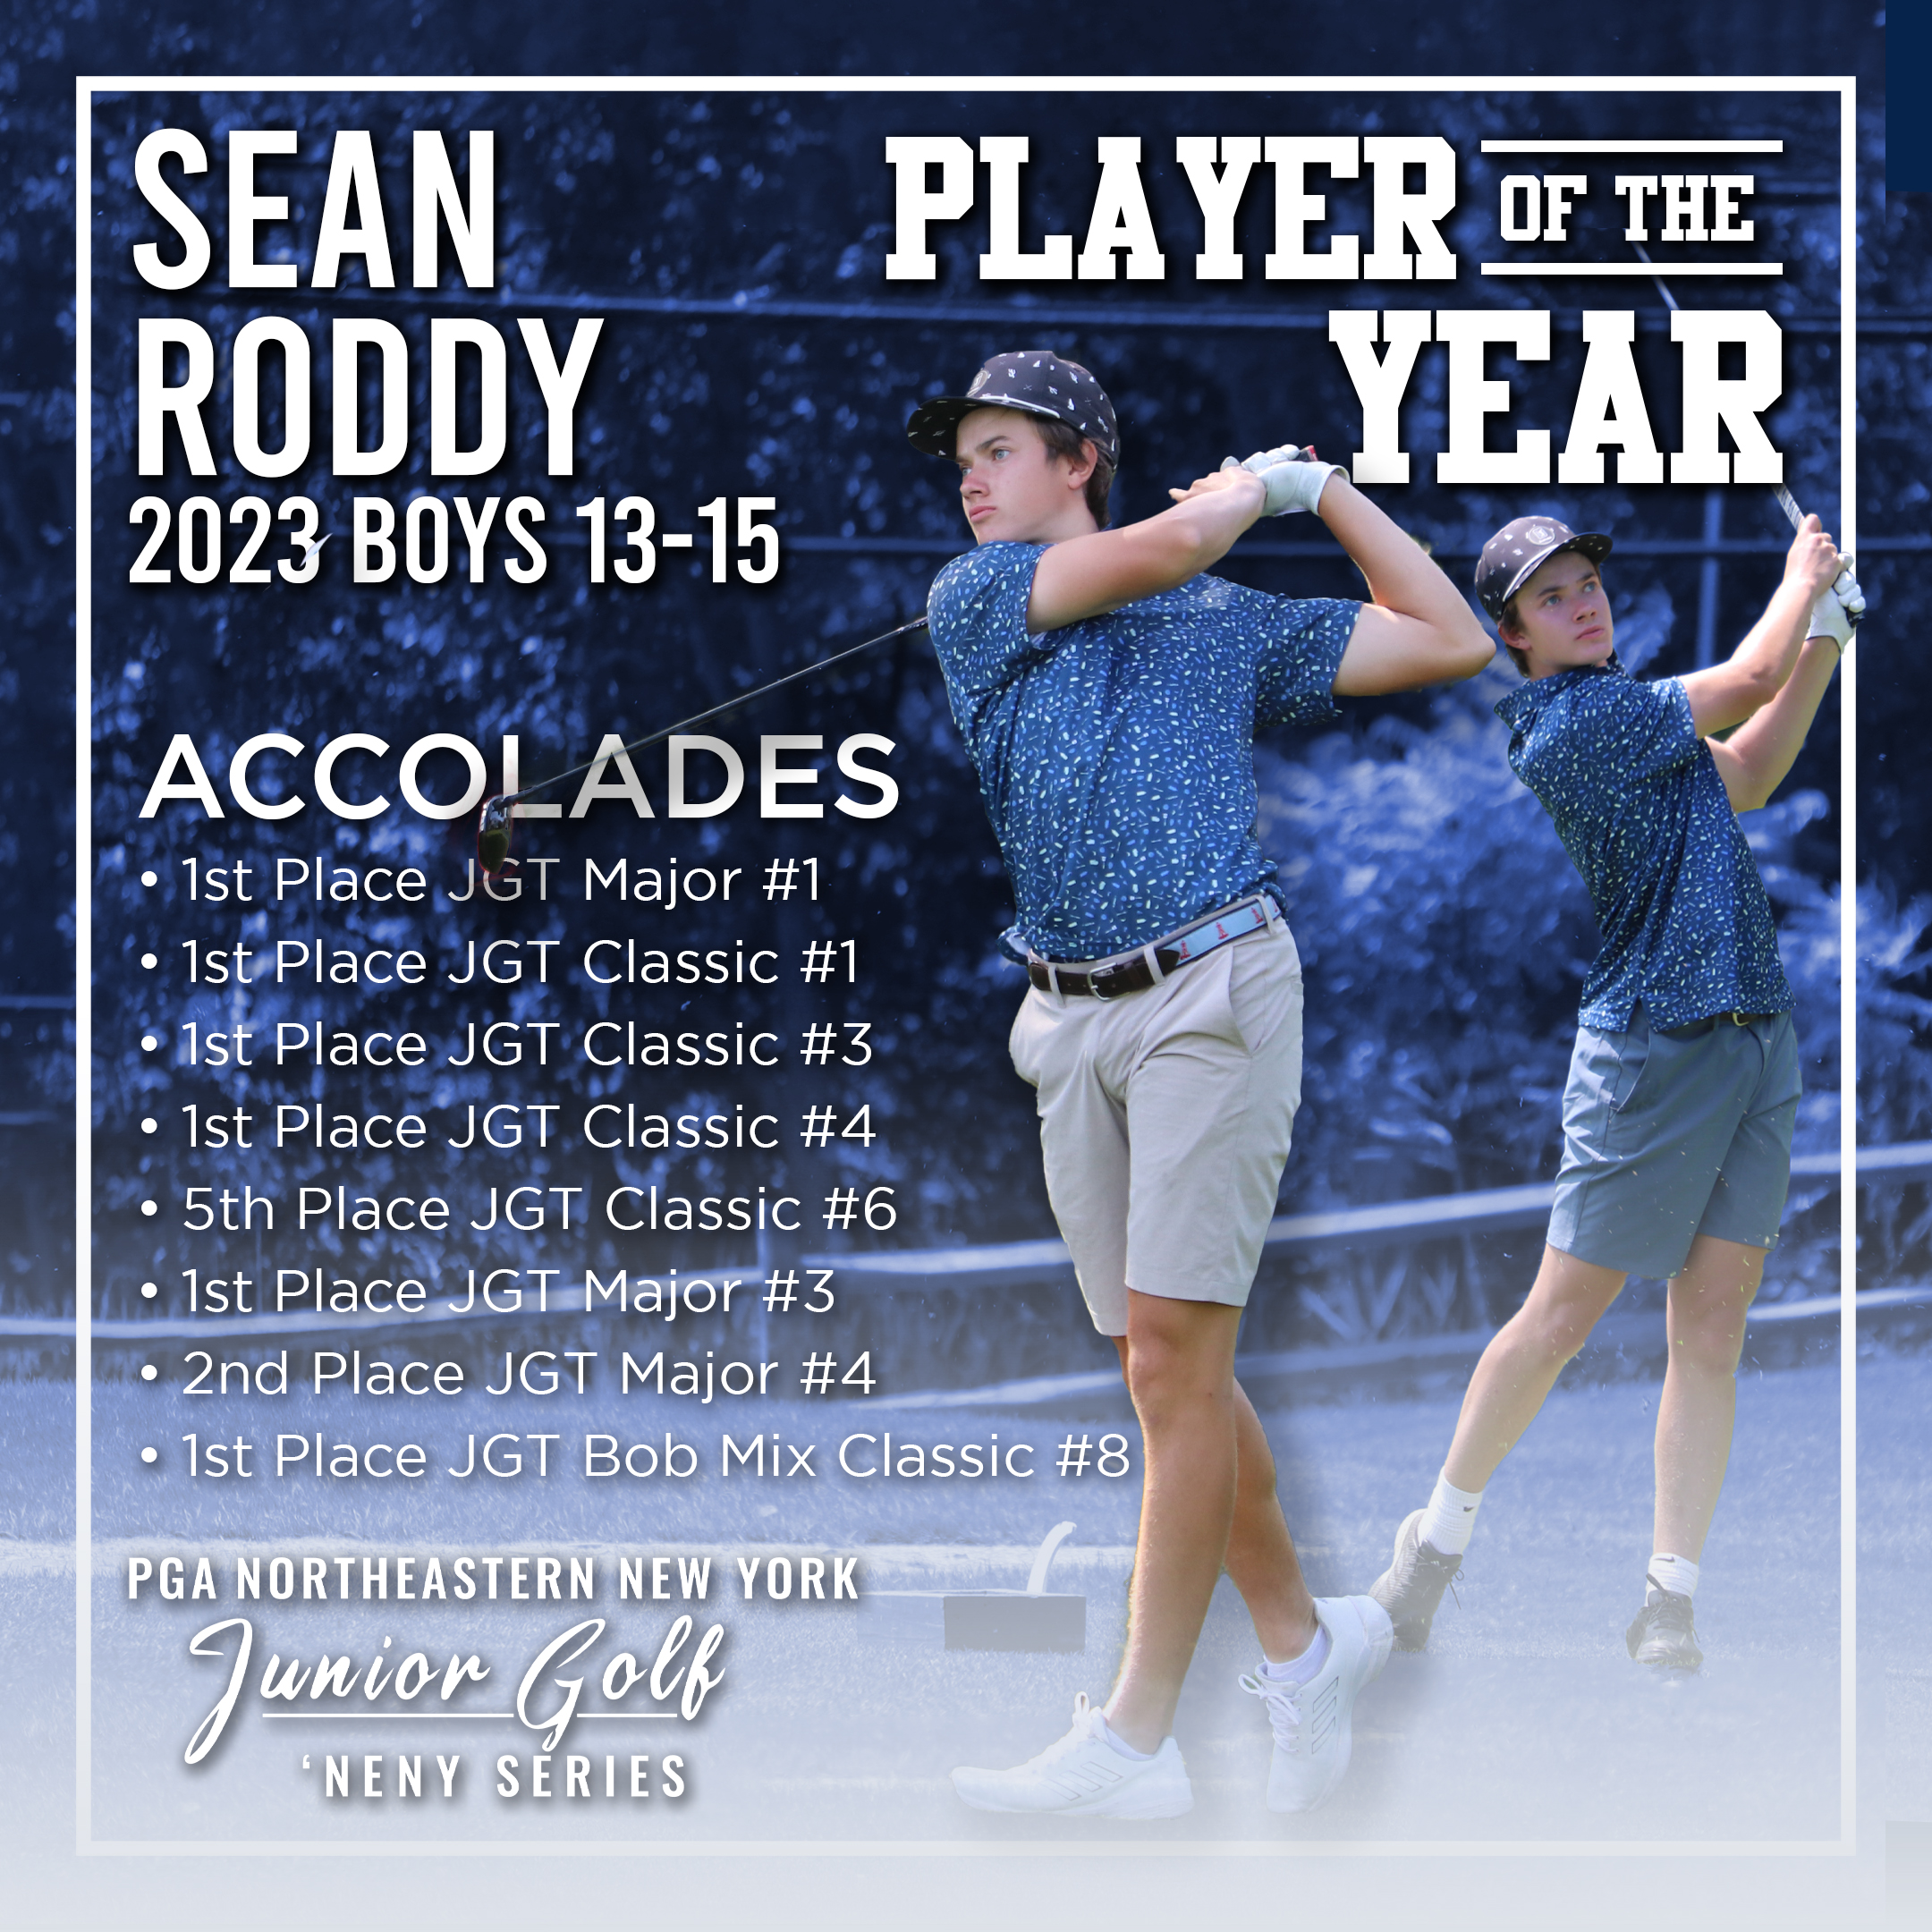 SEAN
RODDY
2023 BOYS 13-15
PLAYER OF THE
YEAR
ACCOLADES
• 1st Place JGT Major #1
• 1st Place JGT Classic #1
• 1st Place JGT Classic #3
• 1st Place JGT Classic #4
• 5th Place JGT Classic #6
• 1st Place JGT Major #3
• 2nd Place JGT Major #4
• 1st Place JGT Bob Mix Classic #8
PGA NORTHEASTERN NEW YORK
Junior Golf
‘NENY SERIES